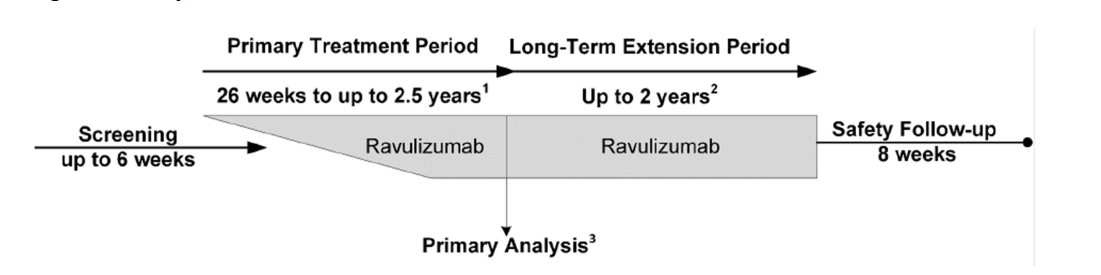 Primary Treatment Period
Long-Term Extension Period
26 weeks to up to 2.5 years¹
Up to 2 years²
Screening
up to 6 weeks
Ravulizumab
Ravulizumab
Safety Follow-up
8 weeks
Primary Analysis³